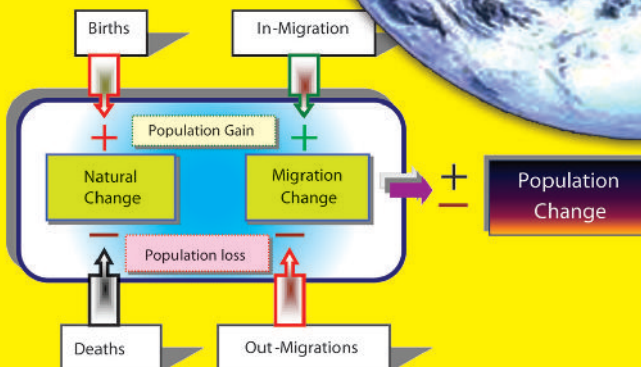 Births
In-Migration
+
Population Gain
+
Natural
Change
Migration
Change
+
−
Population
Change
−
Population loss
−
Deaths
Out-Migrations